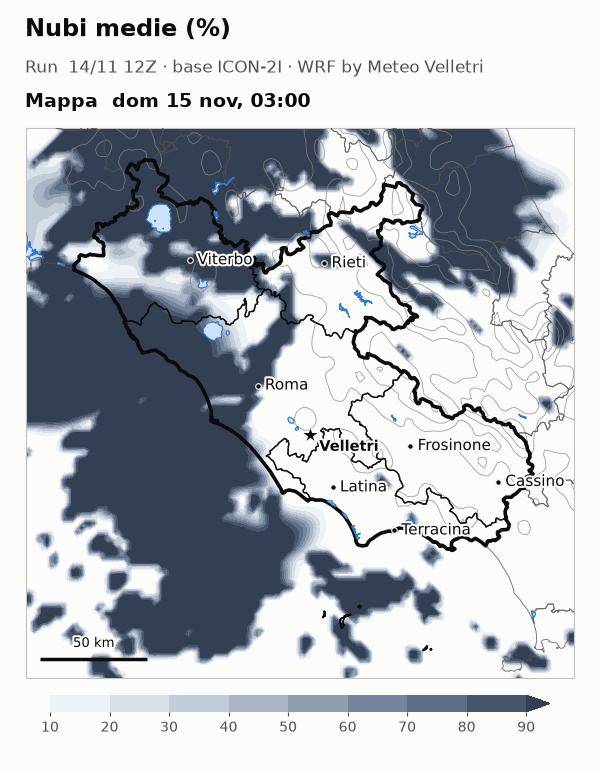 Nubi medie (%)
Run  14/11 12Z · base ICON-2I · WRF by Meteo Velletri
Mappa  dom 15 nov, 03:00
Viterbo
Rieti
Roma
Velletri
Frosinone
Latina
Cassino
Terracina
50 km
10 20 30 40 50 60 70 80 90